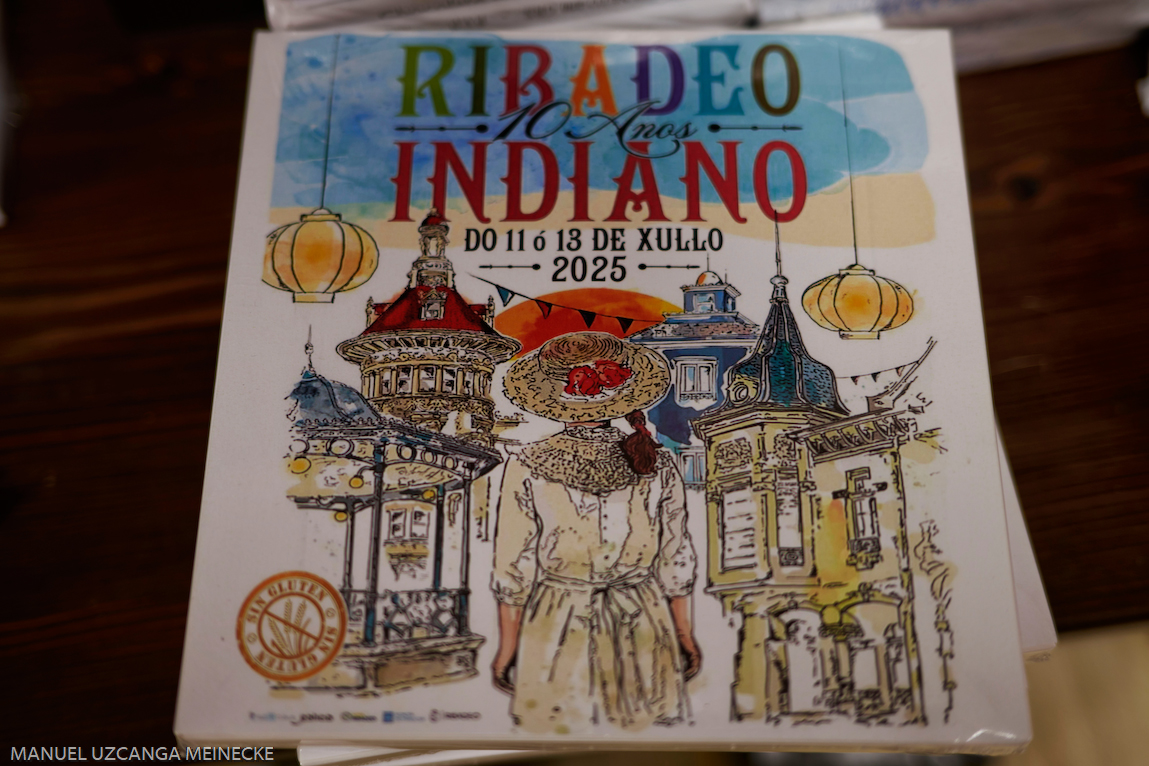 RIBADEO
10 Anos
INDIANO
DO 11 ó 13 DE XULLO
2025
SIN GLUTEN
SIN GLUTEN
MANUEL UZCANGA MEINECKE